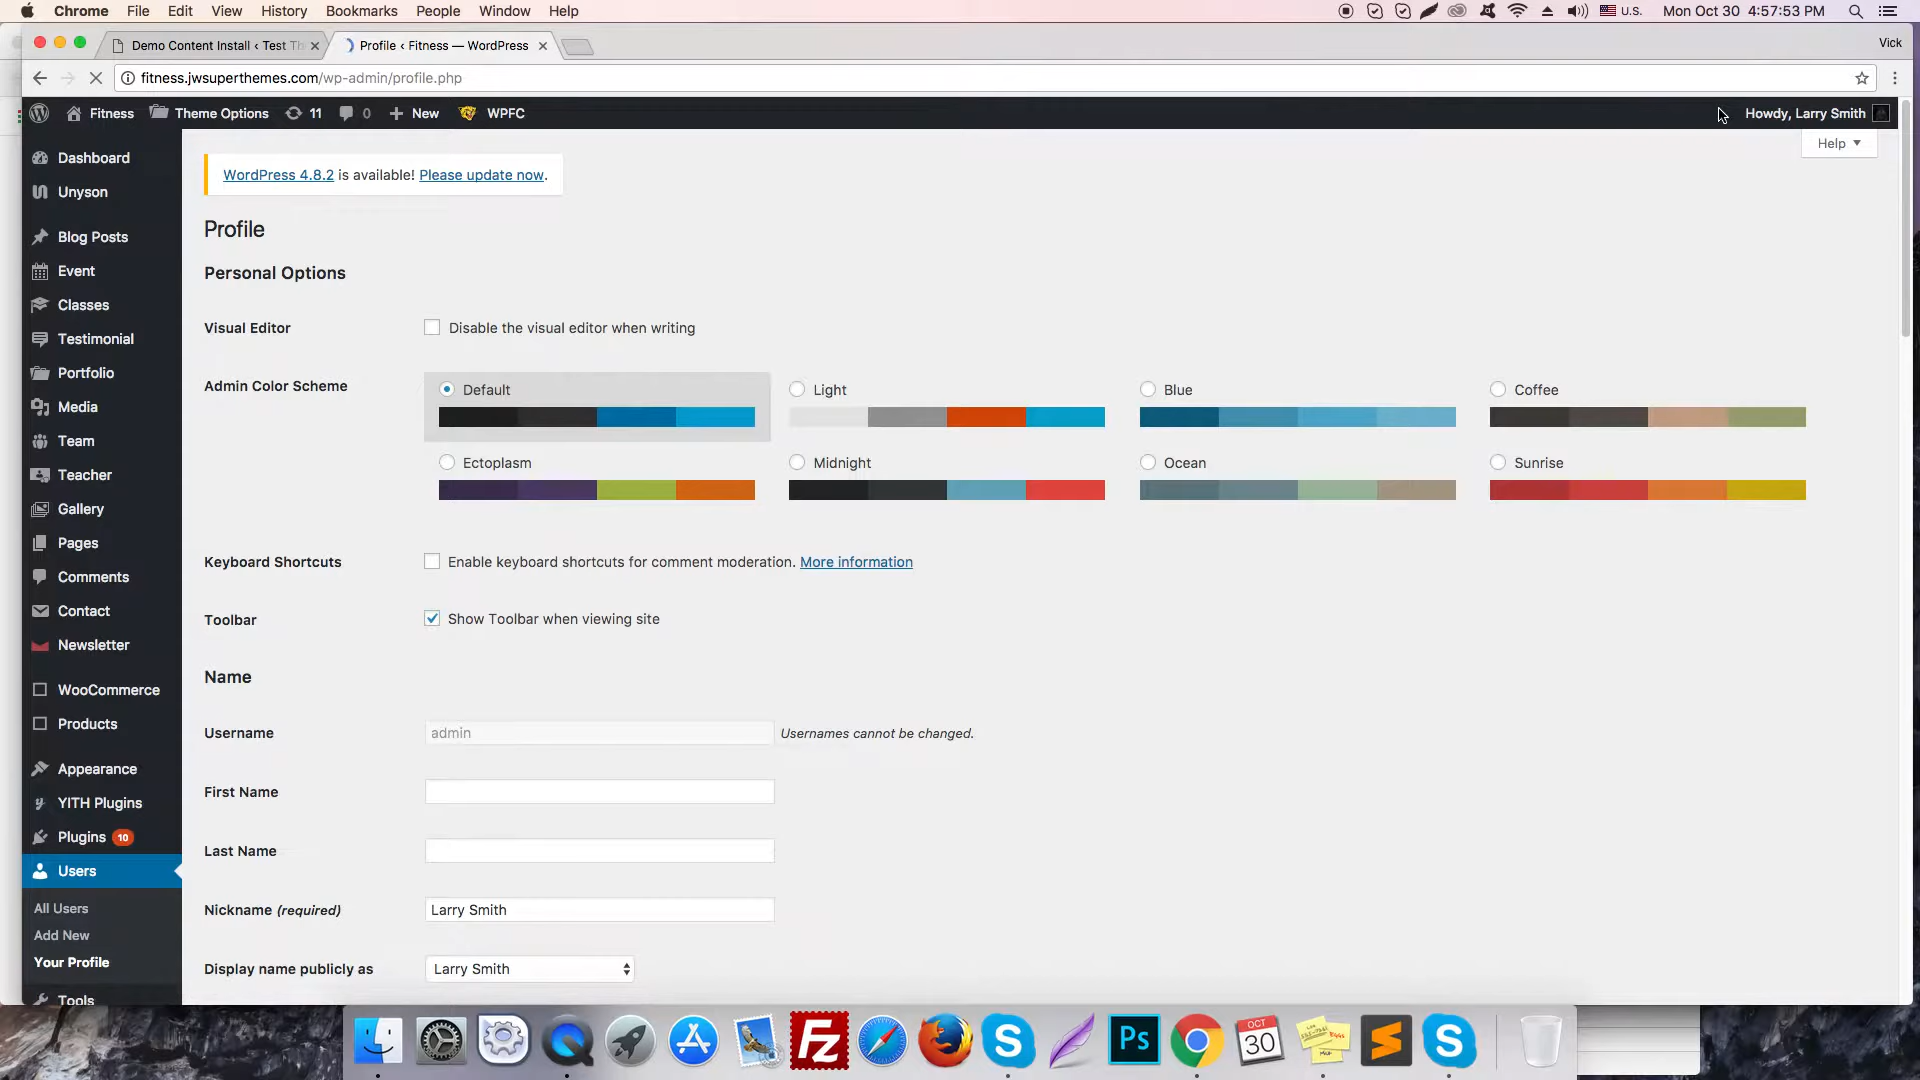 Chrome File Edit View History Bookmarks People Window Help U.S. Mon Oct 30 4:57:53 PM
Demo Content Install ‹ Test Th Profile ‹ Fitness — WordPress Vick
fitness.jwsuperthemes.com/wp-admin/profile.php
Fitness Theme Options 11 0 New WPFC Howdy, Larry Smith
Help
Dashboard
Unyson
Blog Posts
Event
Classes
Testimonial
Portfolio
Media
Team
Teacher
Gallery
Pages
Comments
Contact
Newsletter
WooCommerce
Products
Appearance
YITH Plugins
Plugins 10
Users
All Users
Add New
Your Profile
Tools
WordPress 4.8.2 is available! Please update now.
Profile
Personal Options
Visual Editor Disable the visual editor when writing
Admin Color Scheme Default Light Blue Coffee
Ectoplasm Midnight Ocean Sunrise
Keyboard Shortcuts Enable keyboard shortcuts for comment moderation. More information
Toolbar Show Toolbar when viewing site
Name
Username admin Usernames cannot be changed.
First Name
Last Name
Nickname (required) Larry Smith
Display name publicly as Larry Smith
Fz
S
Ps
OCT
30
S
S